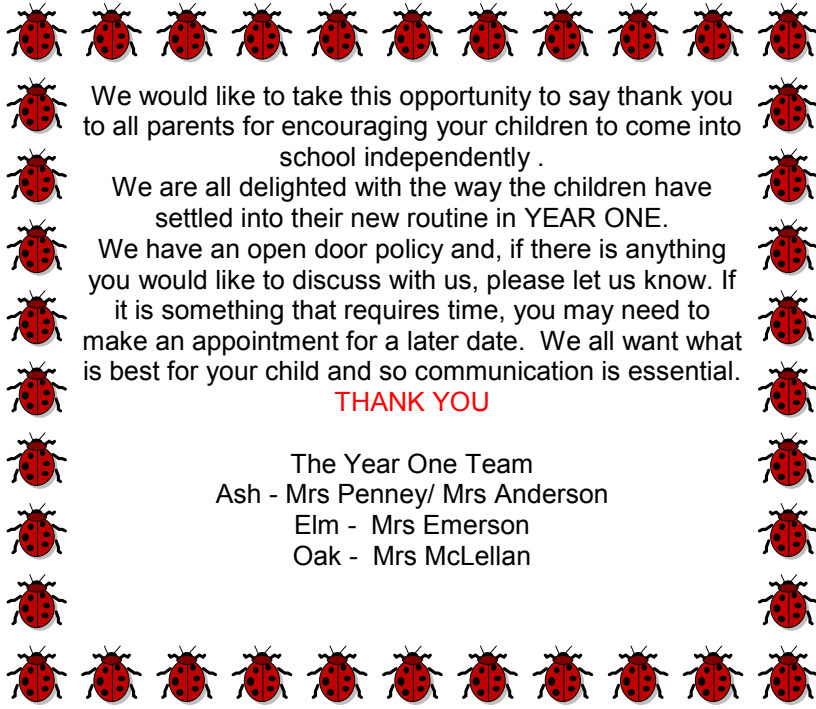 We would like to take this opportunity to say thank you
to all parents for encouraging your children to come into
school independently .
We are all delighted with the way the children have
settled into their new routine in YEAR ONE.
We have an open door policy and, if there is anything
you would like to discuss with us, please let us know. If
it is something that requires time, you may need to
make an appointment for a later date.  We all want what
is best for your child and so communication is essential.
THANK YOU
The Year One Team
Ash - Mrs Penney/ Mrs Anderson
Elm -  Mrs Emerson
Oak -  Mrs McLellan